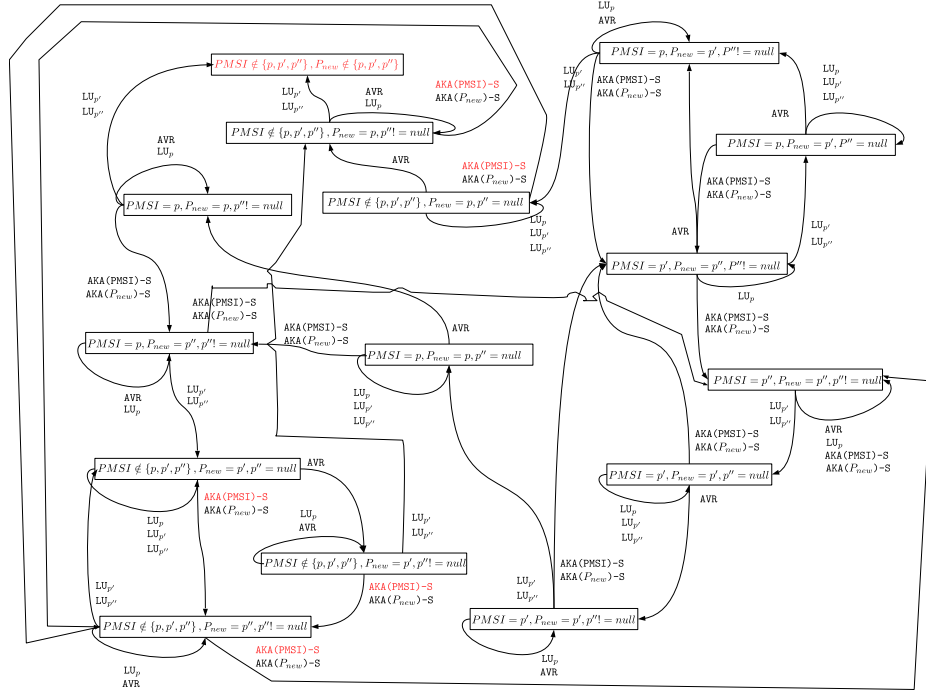 LU_p
AVR
PMSI = p, P_new = p', P''! = null
PMSI ∉ {p, p', p''}, P_new ∉ {p, p', p''}
AKA(PMSI)-S
AKA(P_new)-S
LU_p'
LU_p''
AKA(PMSI)-S
AKA(P_new)-S
LU_p
LU_p'
LU_p''
LU_p'
LU_p''
LU_p'
LU_p''
AVR
LU_p
AVR
PMSI ∉ {p, p', p''}, P_new = p, p''! = null
PMSI = p, P_new = p', P'' = null
AVR
LU_p
AVR
AKA(PMSI)-S
AKA(P_new)-S
AKA(PMSI)-S
AKA(P_new)-S
PMSI = p, P_new = p, p''! = null
PMSI ∉ {p, p', p''}, P_new = p, p'' = null
LU_p
LU_p'
LU_p''
AVR
LU_p'
LU_p''
PMSI = p', P_new = p'', P''! = null
LU_p
AKA(PMSI)-S
AKA(P_new)-S
AKA(PMSI)-S
AKA(P_new)-S
AKA(PMSI)-S
AKA(P_new)-S
AKA(PMSI)-S
AKA(P_new)-S
AVR
PMSI = p, P_new = p'', p''! = null
PMSI = p, P_new = p, p'' = null
PMSI = p'', P_new = p'', p''! = null
AVR
LU_p
LU_p'
LU_p''
LU_p
LU_p'
LU_p''
LU_p'
LU_p''
AVR
LU_p
AKA(PMSI)-S
AKA(P_new)-S
AKA(PMSI)-S
AKA(P_new)-S
PMSI ∉ {p, p', p''}, P_new = p', p'' = null
AVR
PMSI = p', P_new = p', p'' = null
AKA(PMSI)-S
AKA(P_new)-S
AVR
LU_p
LU_p'
LU_p''
LU_p
AVR
LU_p'
LU_p''
LU_p
LU_p'
LU_p''
PMSI ∉ {p, p', p''}, P_new = p', p''! = null
AKA(PMSI)-S
AKA(P_new)-S
LU_p'
LU_p''
AKA(PMSI)-S
AKA(P_new)-S
LU_p'
LU_p''
PMSI ∉ {p, p', p''}, P_new = p'', p''! = null
PMSI = p', P_new = p', p''! = null
AKA(PMSI)-S
AKA(P_new)-S
LU_p
AVR
LU_p
AVR